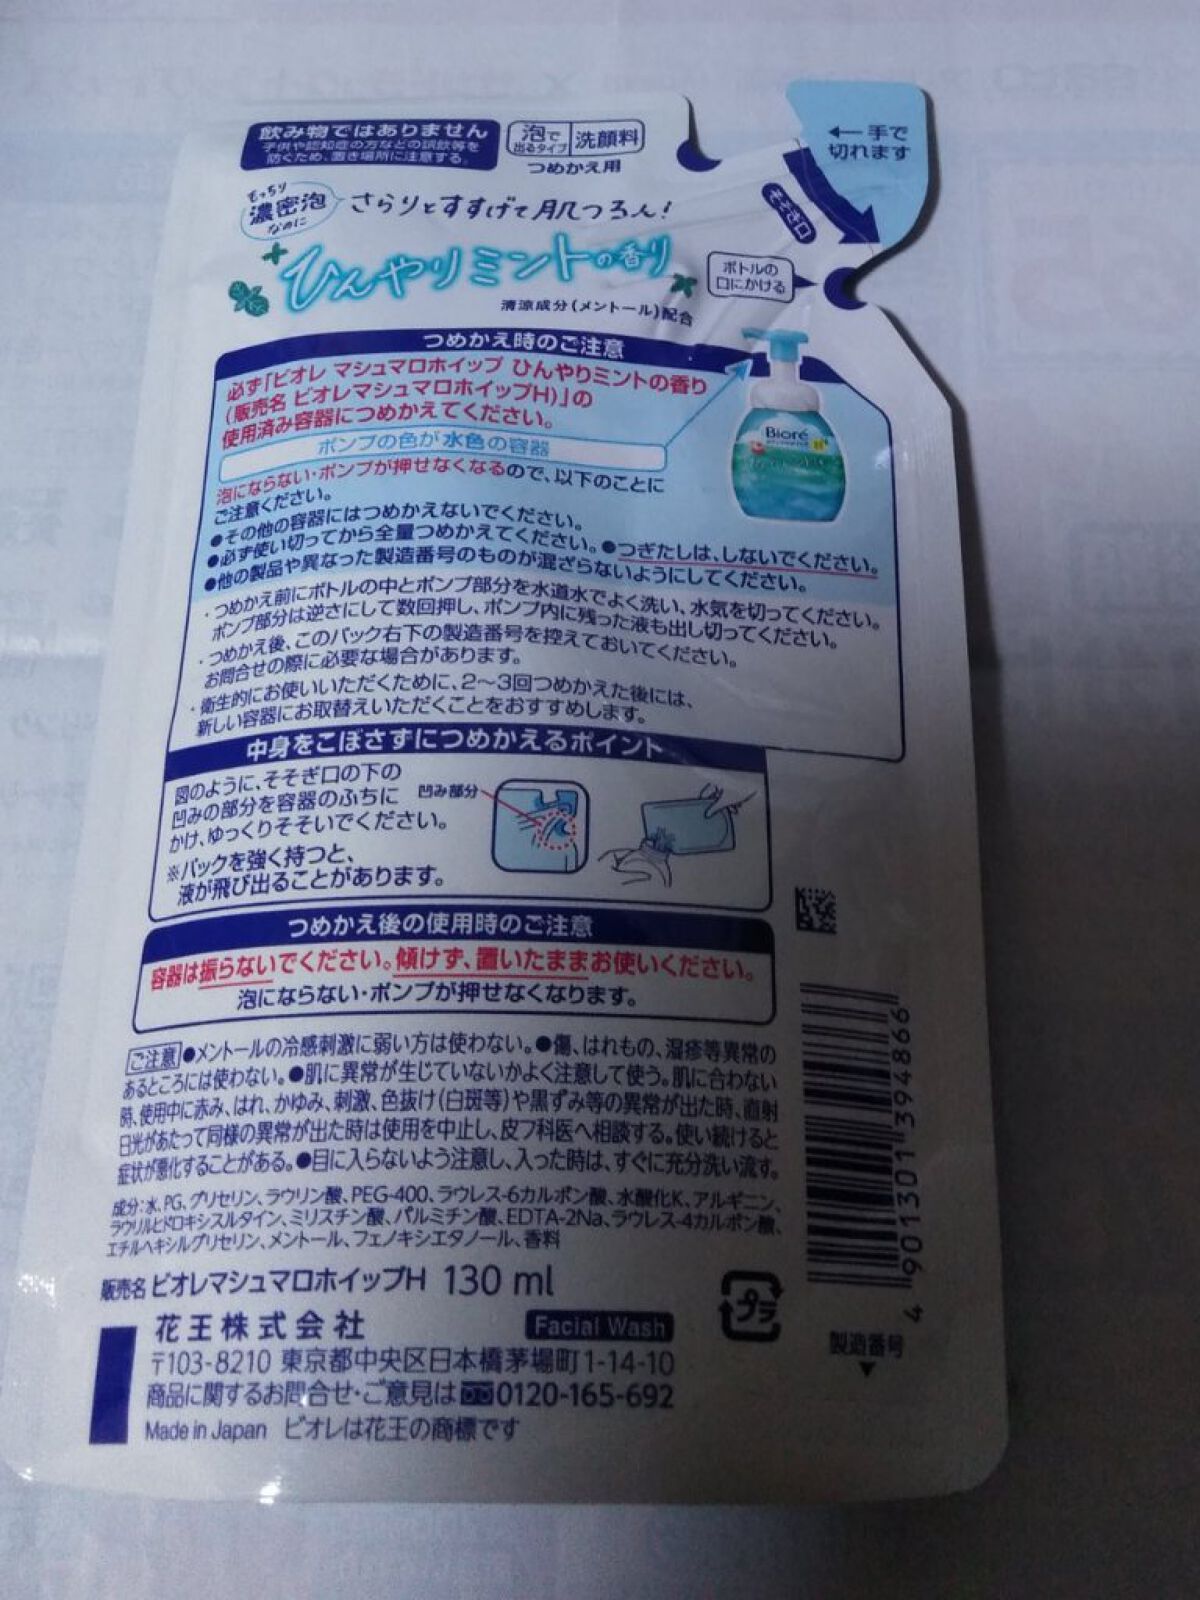 飲み物ではありません
子供や認知症の方などの誤飲等を
防ぐため、置き場所に注意する。
泡で
出るタイプ
洗顔料
つめかえ用
←手で
切れます
そそぎ口
もっちり
濃密泡
なのに
さらりとすすげて肌つるん!
ひんやりミントの香り
清涼成分(メントール)配合
ボトルの
口にかける
つめかえ時のご注意
必ず「ビオレ マシュマロホイップ ひんやりミントの香り
(販売名 ビオレマシュマロホイップH)」の
使用済み容器につめかえてください。
ポンプの色が水色の容器
Bioré
泡にならない・ポンプが押せなくなるので、以下のことに
ご注意ください。
●その他の容器にはつめかえないでください。
●必ず使い切ってから全量つめかえてください。●つぎたしは、しないでください。
●他の製品や異なった製造番号のものが混ざらないようにしてください。
・つめかえ前にボトルの中とポンプ部分を水道水でよく洗い、水気を切ってください。
ポンプ部分は逆さにして数回押し、ポンプ内に残った液も出し切ってください。
・つめかえ後、このパック右下の製造番号を控えておいてください。
お問合せの際に必要な場合があります。
・衛生的にお使いいただくために、2～3回つめかえた後には、
新しい容器にお取替えいただくことをおすすめします。
中身をこぼさずにつめかえるポイント
図のように、そそぎ口の下の
凹みの部分を容器のふちに
かけ、ゆっくりそそいでください。
※パックを強く持つと、
液が飛び出ることがあります。
凹み部分
つめかえ後の使用時のご注意
容器は振らないでください。傾けず、置いたままお使いください。
泡にならない・ポンプが押せなくなります。
ご注意 ●メントールの冷感刺激に弱い方は使わない。●傷、はれもの、湿疹等異常の
あるところには使わない。●肌に異常が生じていないかよく注意して使う。肌に合わない
時、使用中に赤み、はれ、かゆみ、刺激、色抜け(白斑等)や黒ずみ等の異常が出た時、直射
日光があたって同様の異常が出た時は使用を中止し、皮フ科医へ相談する。使い続けると
症状が悪化することがある。●目に入らないよう注意し、入った時は、すぐに充分洗い流す。
成分:水、PG、グリセリン、ラウリン酸、PEG-400、ラウレス-6カルボン酸、水酸化K、アルギニン、
ラウリルヒドロキシスルタイン、ミリスチン酸、パルミチン酸、EDTA-2Na、ラウレス-4カルボン酸、
エチルヘキシルグリセリン、メントール、フェノキシエタノール、香料
販売名 ビオレマシュマロホイップH 130 ml
花王株式会社
Facial Wash
〒103-8210 東京都中央区日本橋茅場町1-14-10
商品に関するお問合せ・ご意見は 0120-165-692
Made in Japan ビオレは花王の商標です
プラ
製造番号
▼
4 901301 394866